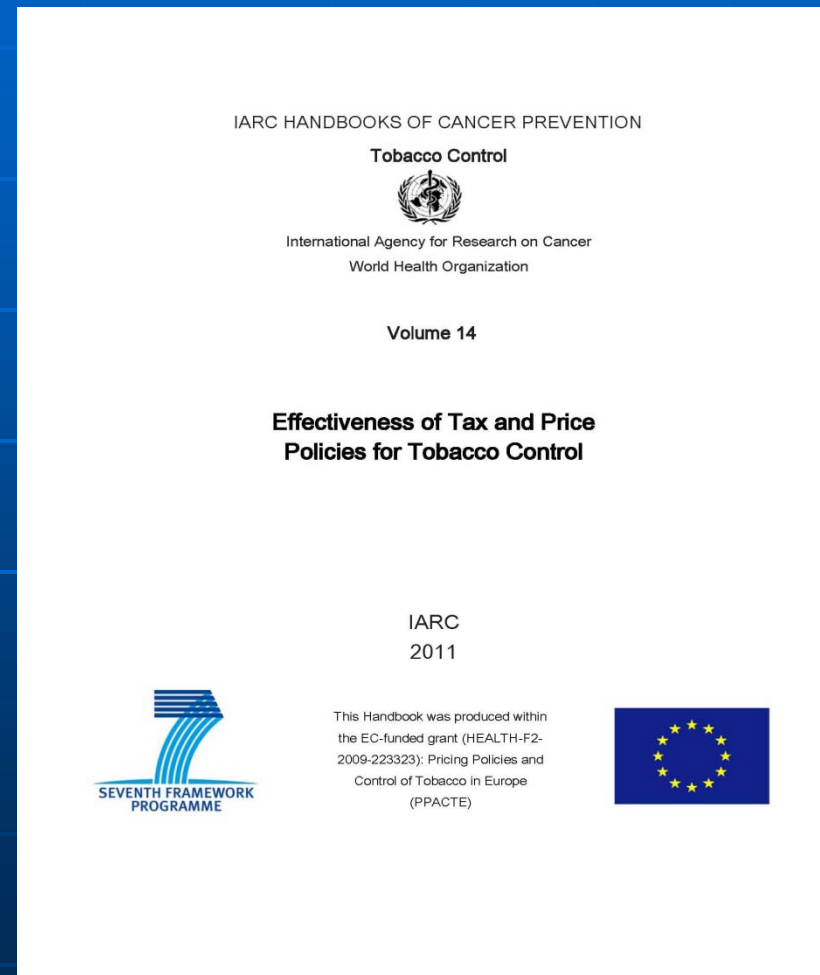 IARC HANDBOOKS OF CANCER PREVENTION
Tobacco Control
International Agency for Research on Cancer
World Health Organization
Volume 14
Effectiveness of Tax and Price
Policies for Tobacco Control
IARC
2011
SEVENTH FRAMEWORK
PROGRAMME
This Handbook was produced within
the EC-funded grant (HEALTH-F2-
2009-223323): Pricing Policies and
Control of Tobacco in Europe
(PPACTE)